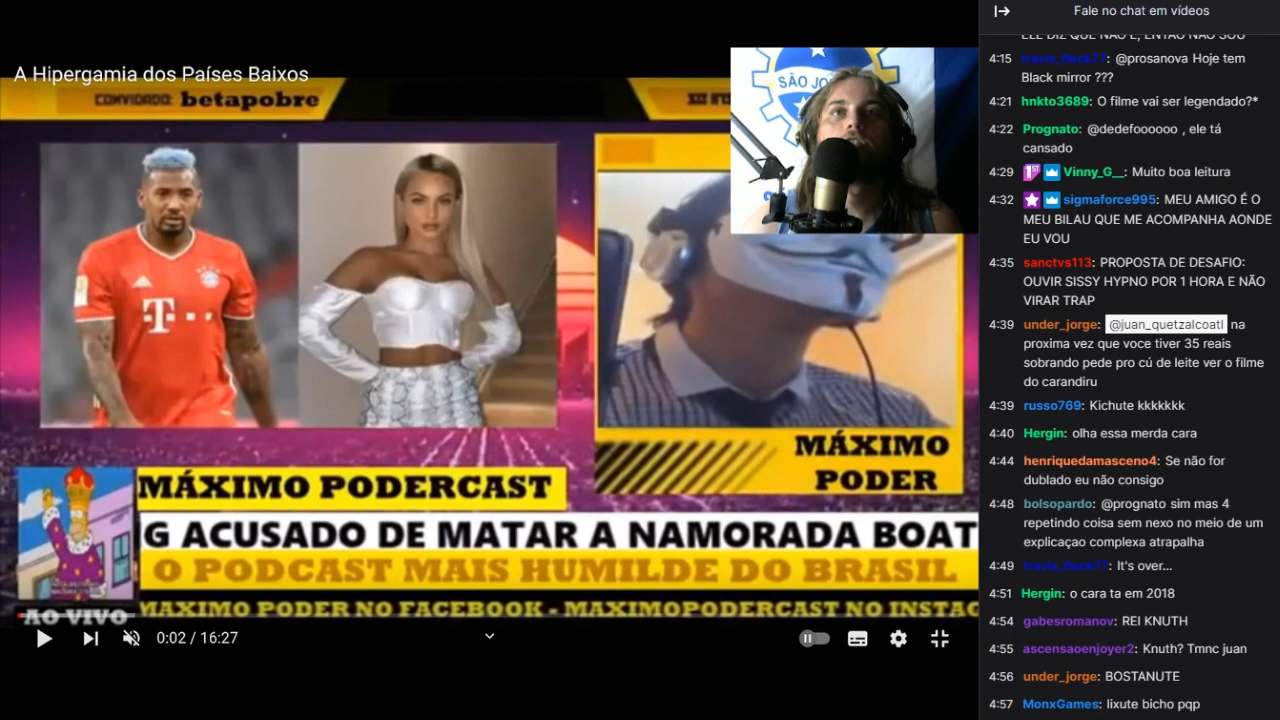 A Hipergamia dos Países Baixos
CONVIDADO: betapobre
SÃO JO
T
MÁXIMO
PODER
MÁXIMO PODERCAST
G ACUSADO DE MATAR A NAMORADA BOAT
O PODCAST MAIS HUMILDE DO BRASIL
AO VIVO
MAXIMO PODER NO FACEBOOK - MAXIMOPODERCAST NO INSTAG
0:02 / 16:27
Fale no chat em vídeos
ELE DIZ QUE NÃO É, ENTÃO NÃO SOU
4:15 travis_fleck77: @prosanova Hoje tem
Black mirror ???
4:21 hnkto3689: O filme vai ser legendado?*
4:22 Prognato: @dedefoooooo , ele tá
cansado
4:29 1ST Vinny_G__: Muito boa leitura
4:32 sigmaforce995: MEU AMIGO É O
MEU BILAU QUE ME ACOMPANHA AONDE
EU VOU
4:35 sanctvs113: PROPOSTA DE DESAFIO:
OUVIR SISSY HYPNO POR 1 HORA E NÃO
VIRAR TRAP
4:39 under_jorge: @juan_quetzalcoatl na
proxima vez que voce tiver 35 reais
sobrando pede pro cú de leite ver o filme
do carandiru
4:39 russo769: Kichute kkkkkkk
4:40 Hergin: olha essa merda cara
4:44 henriquedamasceno4: Se não for
dublado eu não consigo
4:48 bolsopardo: @prognato sim mas 4
repetindo coisa sem nexo no meio de um
explicaçao complexa atrapalha
4:49 travis_fleck77: It's over...
4:51 Hergin: o cara ta em 2018
4:54 gabesromanov: REI KNUTH
4:55 ascensaoenjoyer2: Knuth? Tmnc juan
4:56 under_jorge: BOSTANUTE
4:57 MonxGames: lixute bicho pqp